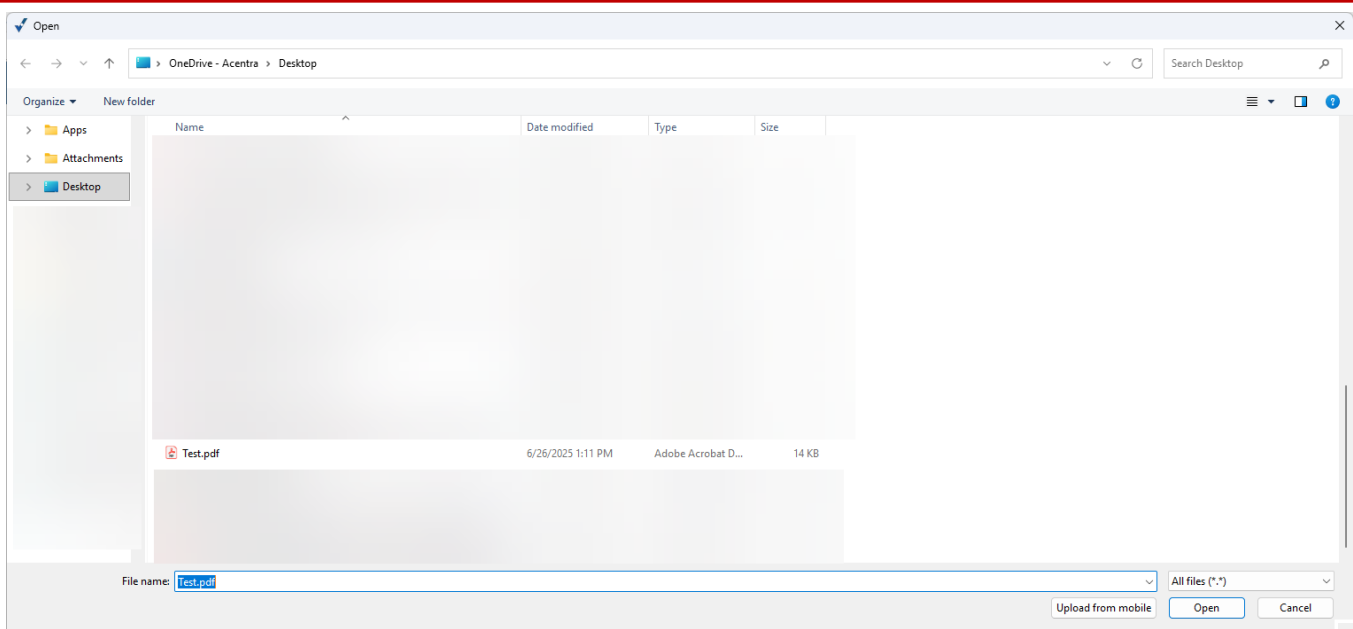 Open
OneDrive - Acentra > Desktop
Search Desktop
Organize
New folder
Name
Date modified
Type
Size
Apps
Attachments
Desktop
Test.pdf 6/26/2025 1:11 PM Adobe Acrobat D... 14 KB
File name: Test.pdf
All files (*.*)
Upload from mobile
Open
Cancel